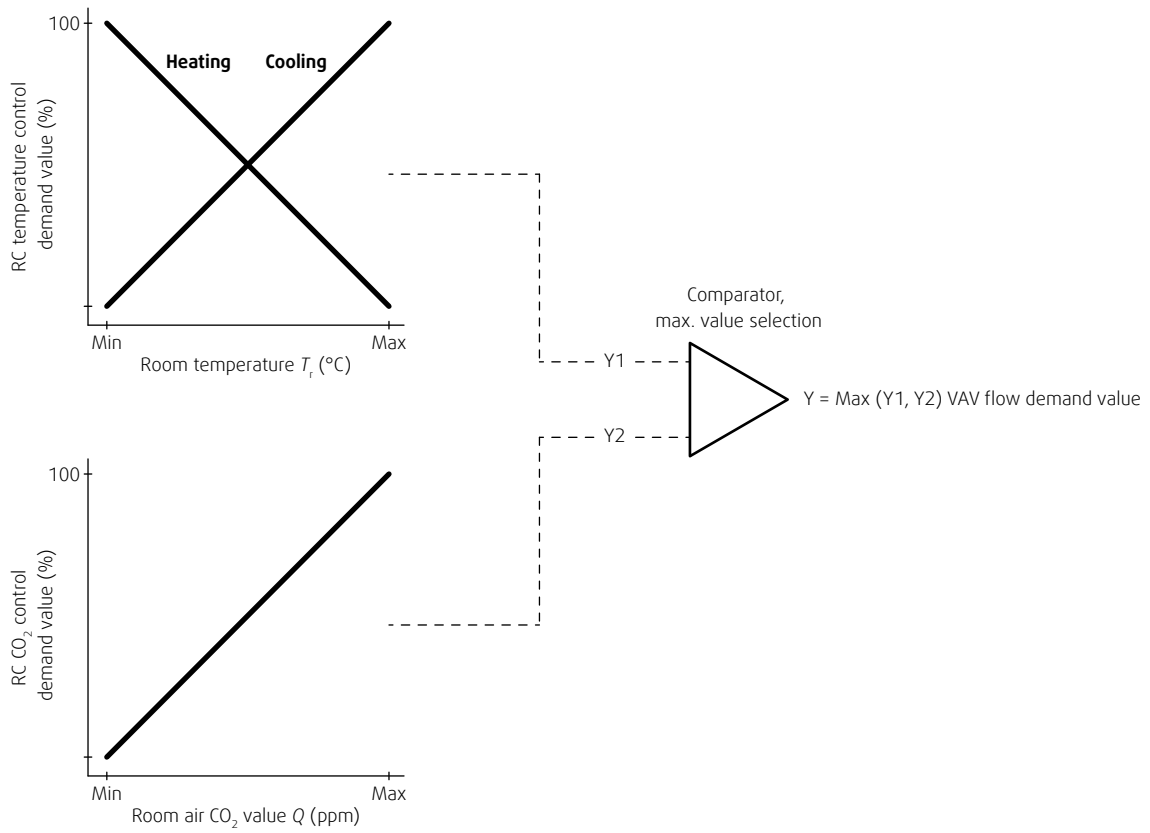 100
Heating
Cooling
RC temperature control
demand value (%)
Min
Max
Room temperature Tr (°C)
Comparator,
max. value selection
Y1
Y = Max (Y1, Y2) VAV flow demand value
Y2
100
RC CO2 control
demand value (%)
Min
Max
Room air CO2 value Q (ppm)